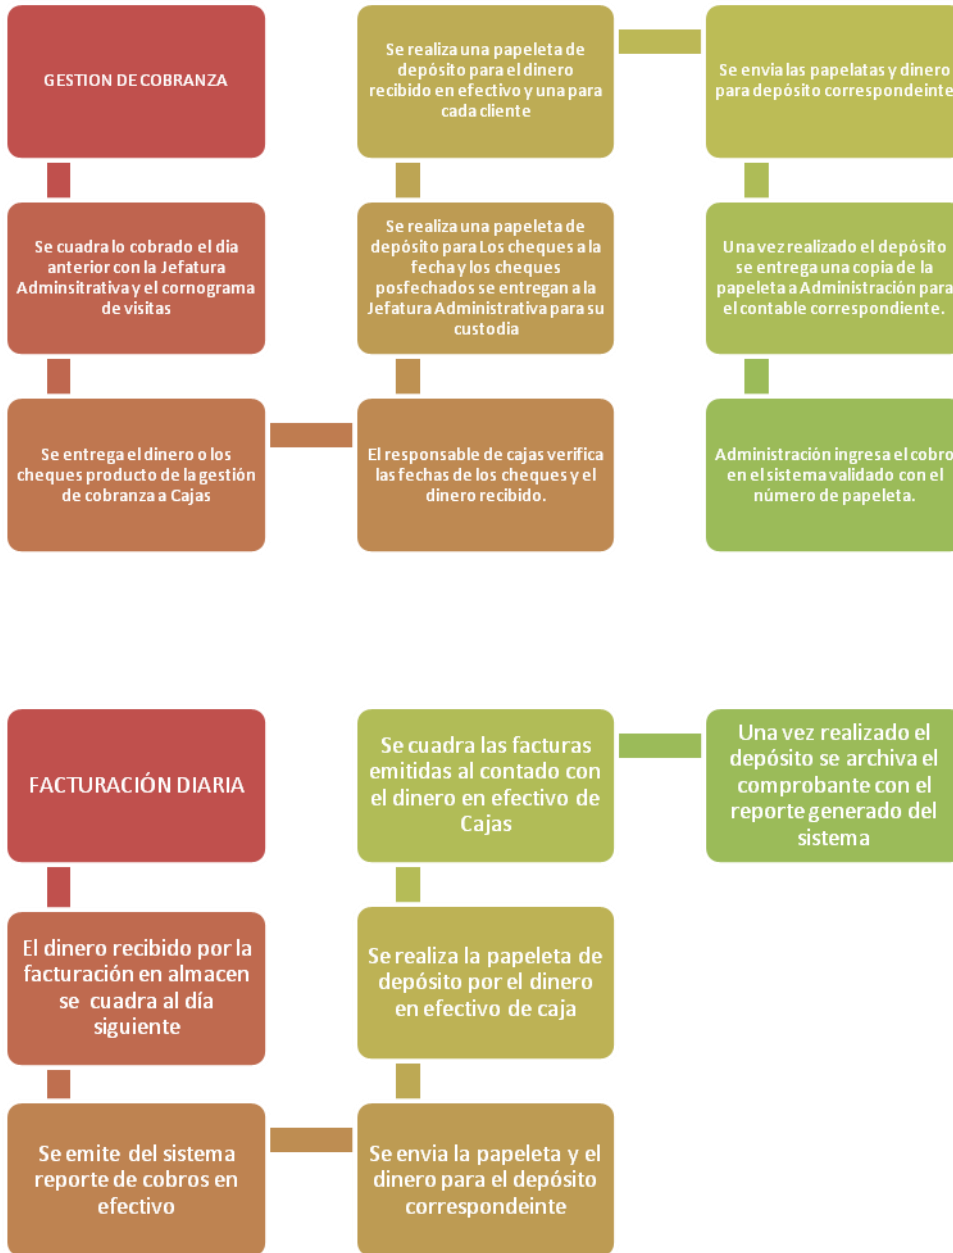 GESTION DE COBRANZA
Se cuadra lo cobrado el dia
anterior con la Jefatura
Adminsitrativa y el cornograma
de visitas
Se entrega el dinero o los
cheques producto de la gestión
de cobranza a Cajas
El responsable de cajas verifica
las fechas de los cheques y el
dinero recibido.
Se realiza una papeleta de
depósito para Los cheques a la
fecha y los cheques
posfechados se entregan a la
Jefatura Administrativa para su
custodia
Se realiza una papeleta de
depósito para el dinero
recibido en efectivo y una para
cada cliente
Se envia las papelatas y dinero
para depósito correspondeinte
Una vez realizado el depósito
se entrega una copia de la
papeleta a Administración para
el contable correspondiente.
Administración ingresa el cobro
en el sistema validado con el
número de papeleta.
FACTURACIÓN DIARIA
El dinero recibido por la
facturación en almacen
se cuadra al día
siguiente
Se emite del sistema
reporte de cobros en
efectivo
Se envia la papeleta y el
dinero para el depósito
correspondeinte
Se realiza la papeleta de
depósito por el dinero
en efectivo de caja
Se cuadra las facturas
emitidas al contado con
el dinero en efectivo de
Cajas
Una vez realizado el
depósito se archiva el
comprobante con el
reporte generado del
sistema